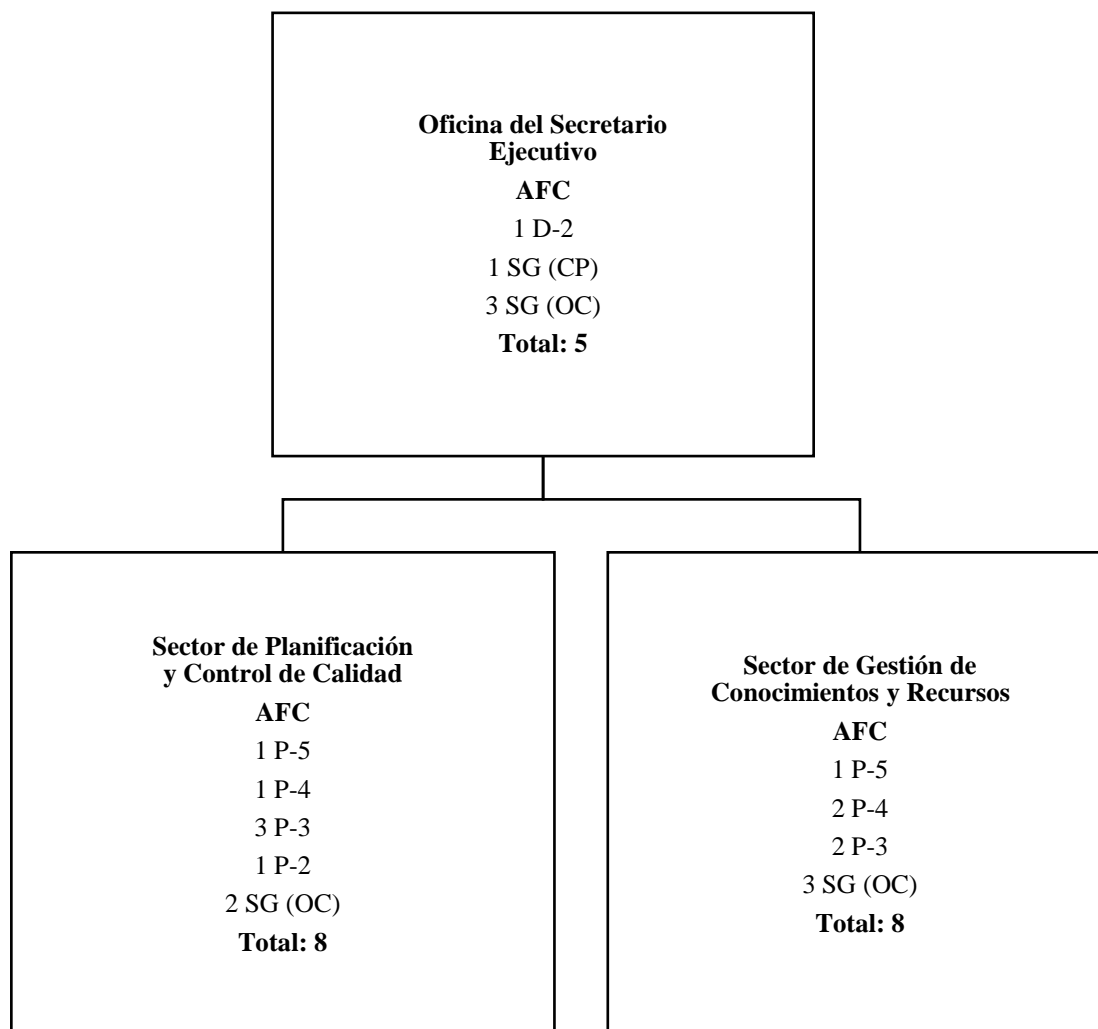 Oficina del Secretario
Ejecutivo
AFC
1 D-2
1 SG (CP)
3 SG (OC)
Total: 5
Sector de Planificación
y Control de Calidad
AFC
1 P-5
1 P-4
3 P-3
1 P-2
2 SG (OC)
Total: 8
Sector de Gestión de
Conocimientos y Recursos
AFC
1 P-5
2 P-4
2 P-3
3 SG (OC)
Total: 8